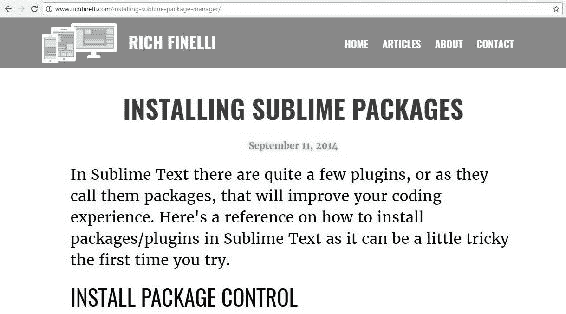 www.richfinelli.com/installing-sublime-package-manager/
RICH FINELLI
HOME ARTICLES ABOUT CONTACT
INSTALLING SUBLIME PACKAGES
September 11, 2014
In Sublime Text there are quite a few plugins, or as they
call them packages, that will improve your coding
experience. Here's a reference on how to install
packages/plugins in Sublime Text as it can be a little tricky
the first time you try.
INSTALL PACKAGE CONTROL